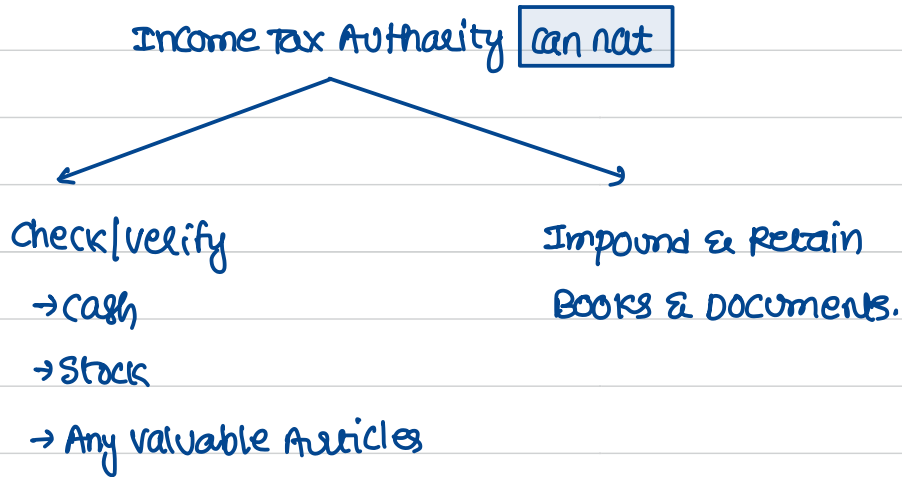 Income Tax Authority can not
Check/Verify
Impound & Retain
→ Cash
Books & Documents.
→ Stock
→ Any valuable Articles